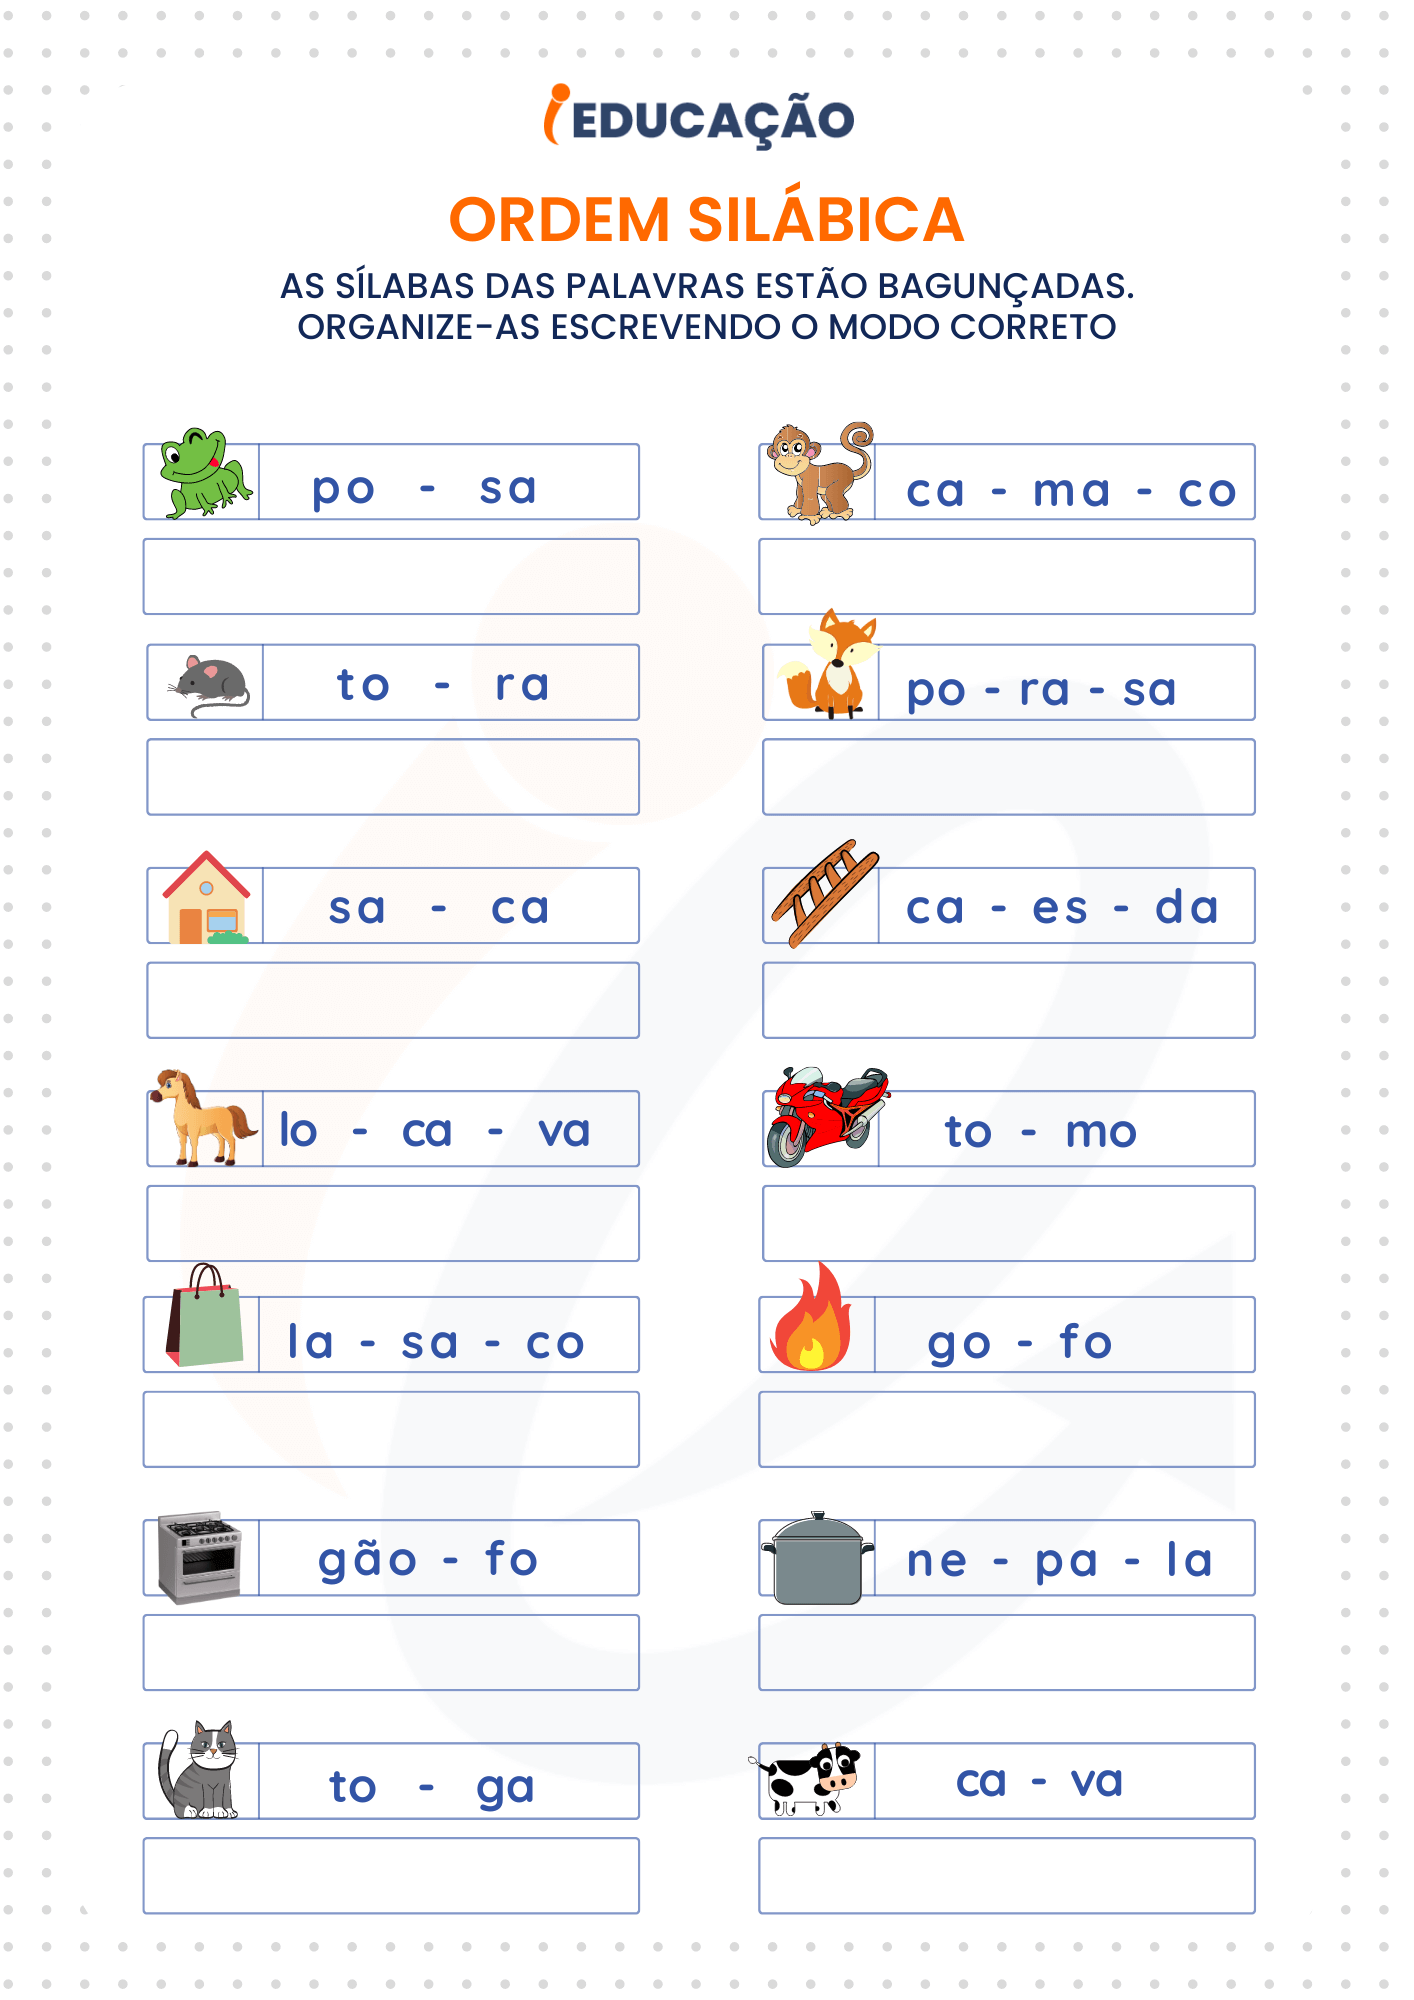 iEDUCAÇÃO
ORDEM SILÁBICA
AS SÍLABAS DAS PALAVRAS ESTÃO BAGUNÇADAS.
ORGANIZE-AS ESCREVENDO O MODO CORRETO
po - sa
ca - ma - co
to - ra
po - ra - sa
sa - ca
ca - es - da
lo - ca - va
to - mo
la - sa - co
go - fo
gão - fo
ne - pa - la
to - ga
ca - va